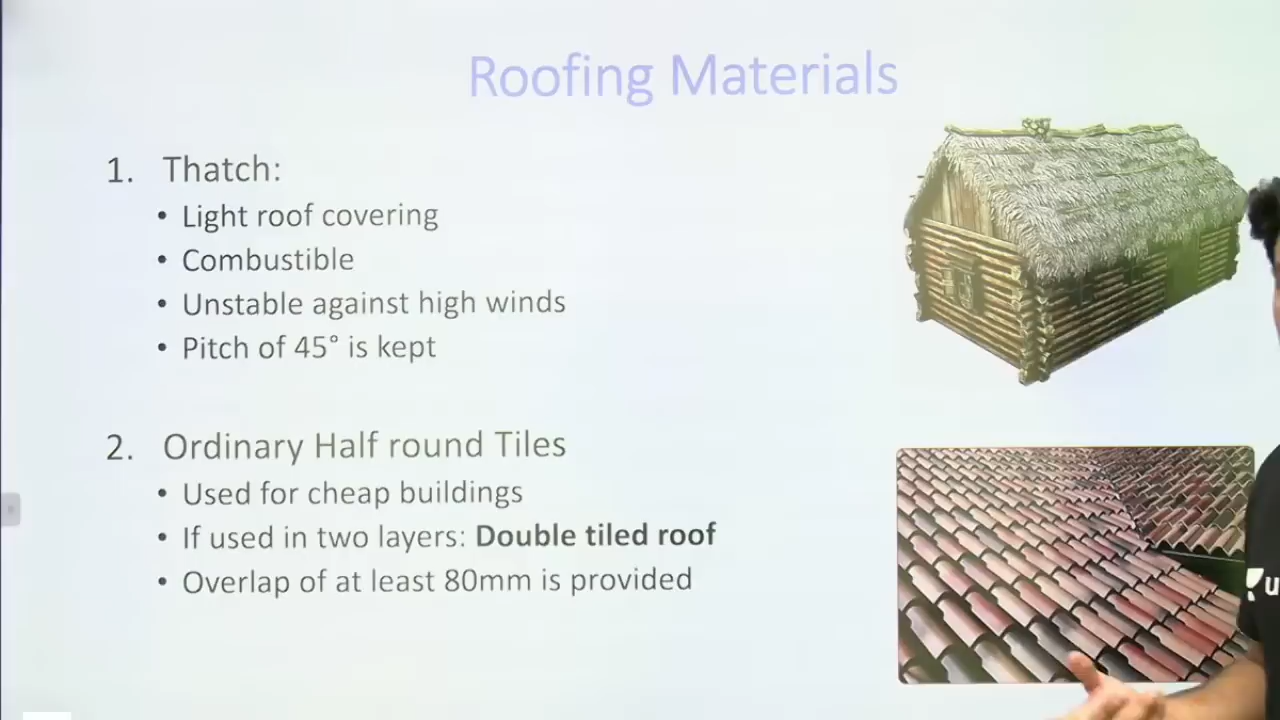 Roofing Materials
1. Thatch:
• Light roof covering
• Combustible
• Unstable against high winds
• Pitch of 45° is kept
2. Ordinary Half round Tiles
• Used for cheap buildings
• If used in two layers: Double tiled roof
• Overlap of at least 80mm is provided